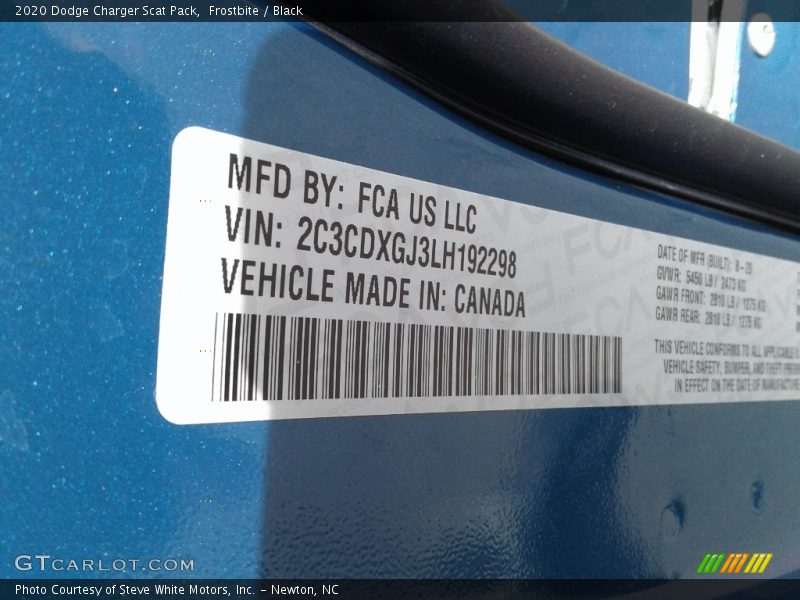 2020 Dodge Charger Scat Pack, Frostbite / Black
MFD BY: FCA US LLC
VIN: 2C3CDXGJ3LH192298
VEHICLE MADE IN: CANADA
DATE OF MFR (BUILT): 8-20
GVWR: 5450 LB / 2473 KG
GAWR FRONT: 2810 LB / 1275 KG
GAWR REAR: 2810 LB / 1275 KG
THIS VEHICLE CONFORMS TO ALL APPLICABLE
VEHICLE SAFETY, BUMPER, AND THEFT
IN EFFECT ON THE DATE OF MANUFACTURE
GTCARLOT.COM
Photo Courtesy of Steve White Motors, Inc. – Newton, NC